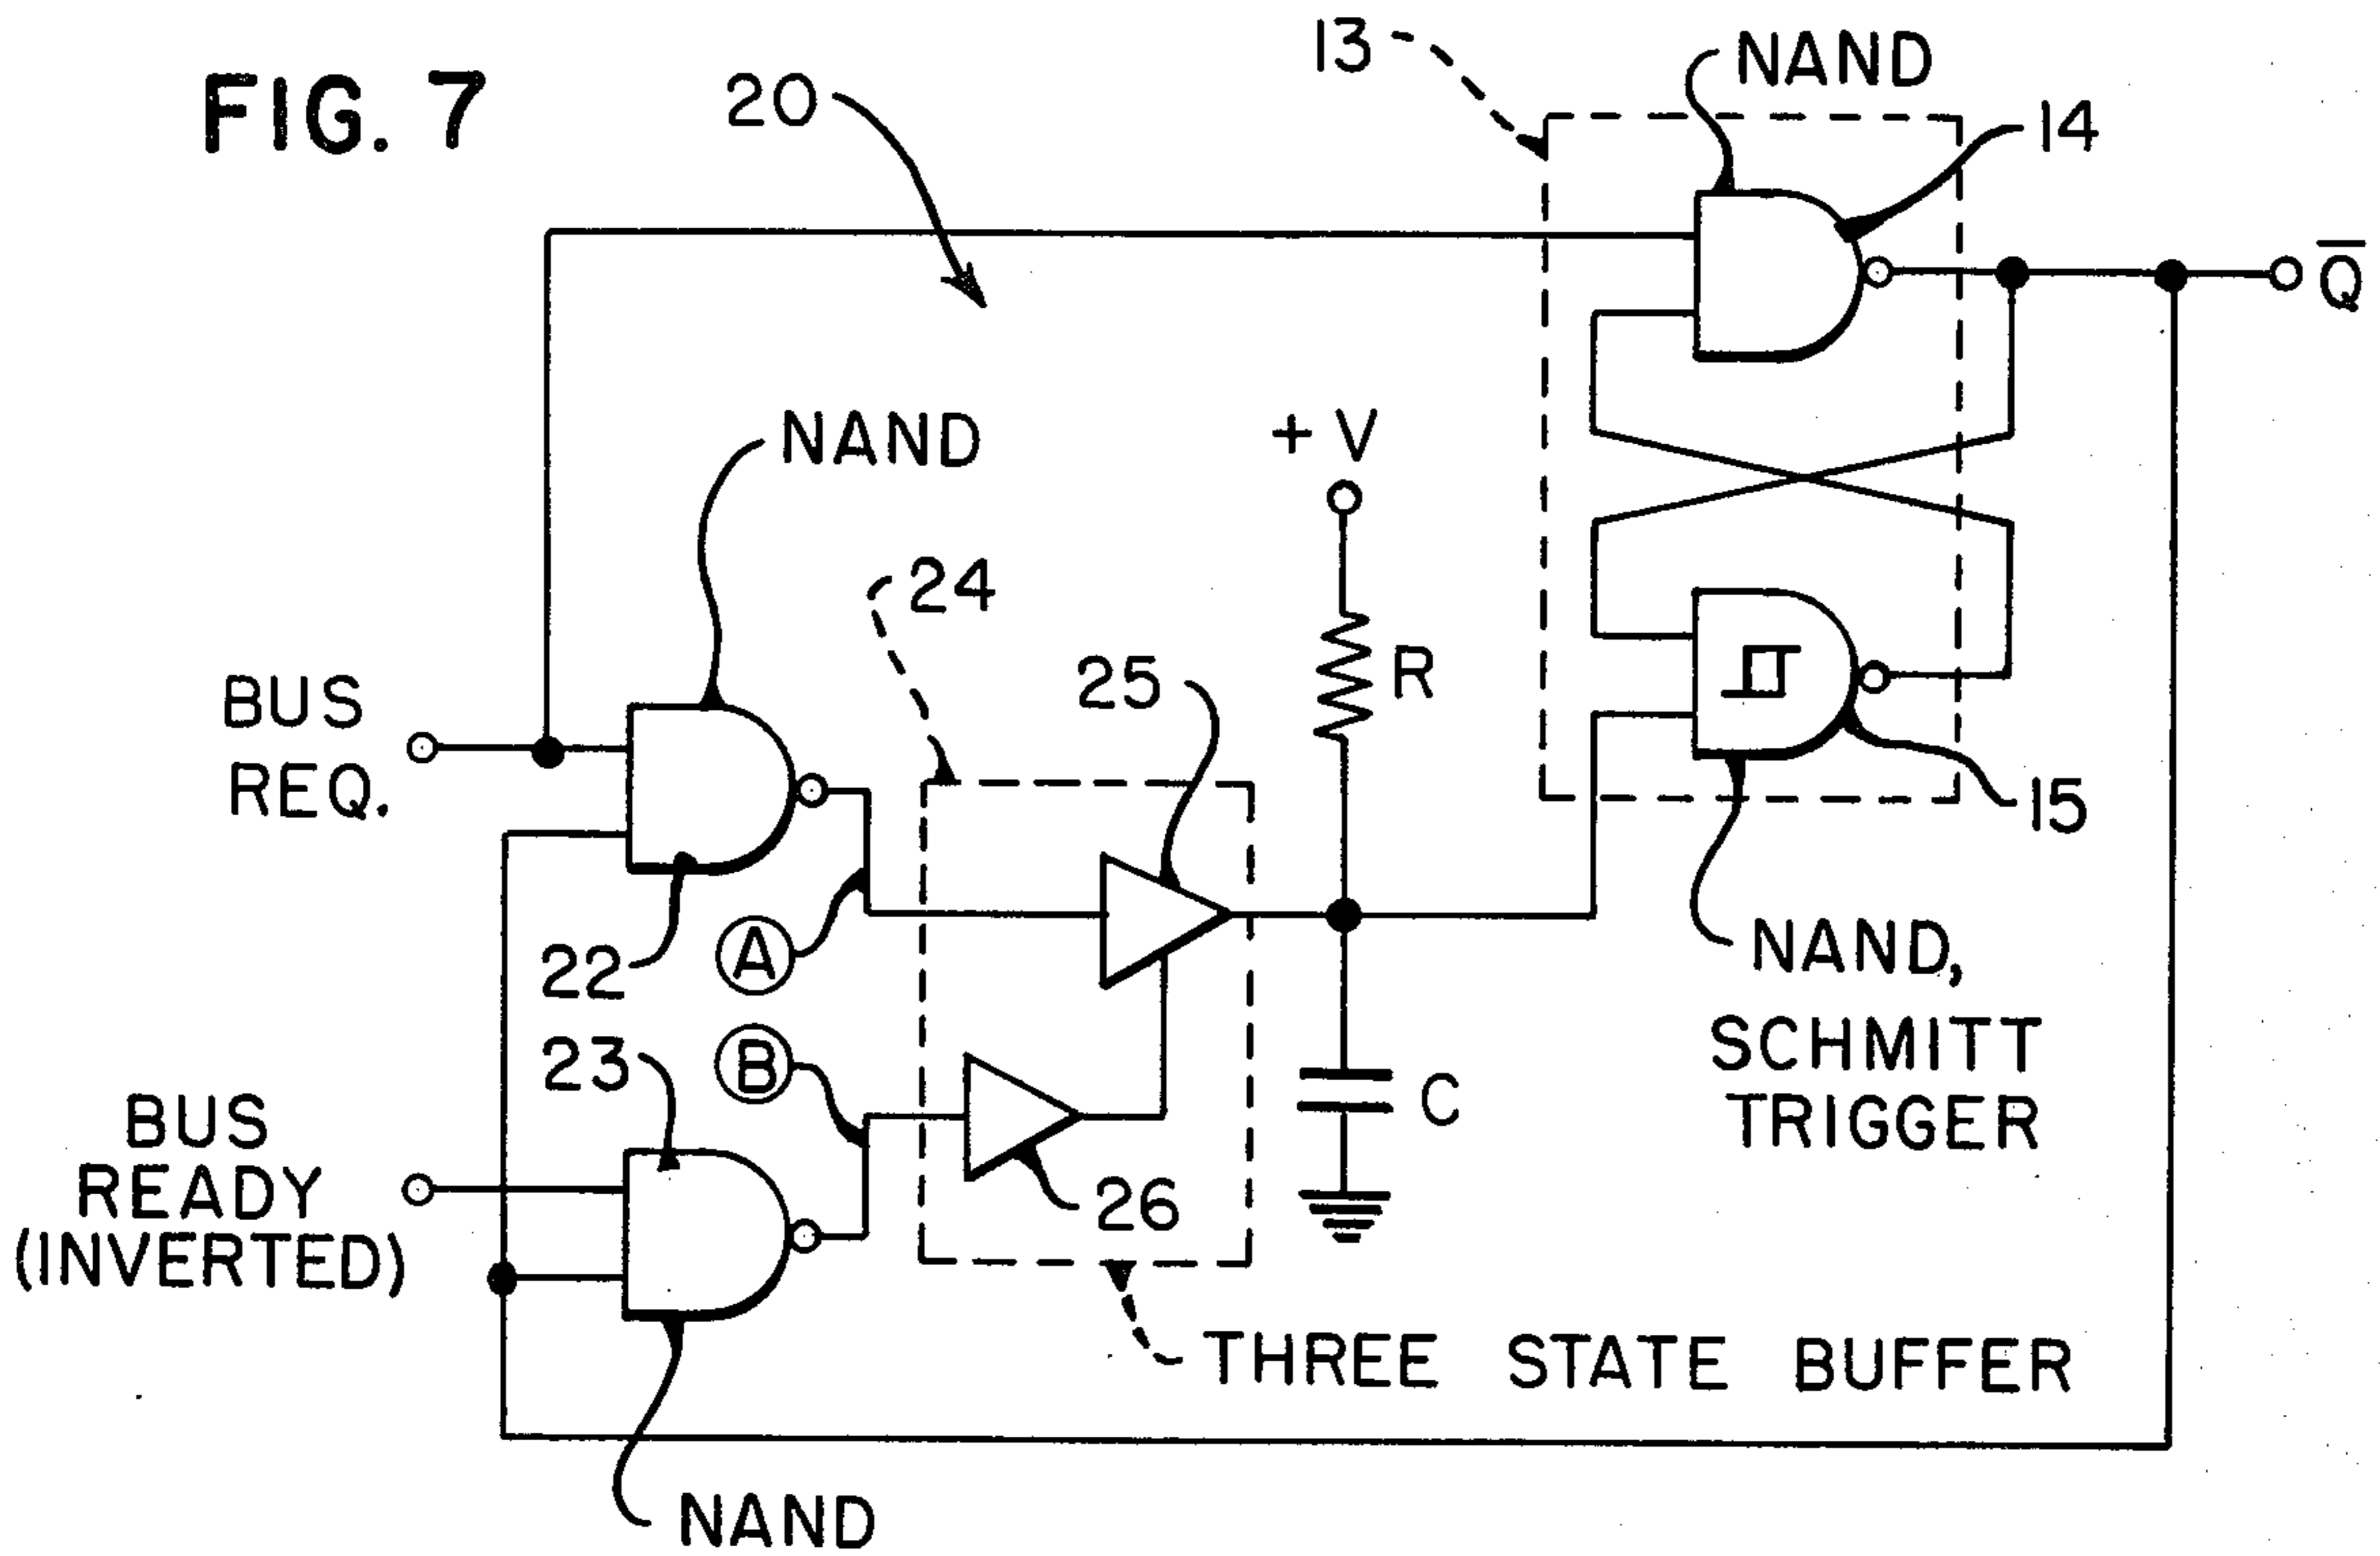 FIG. 7
20
13
NAND
14
Q̅
NAND
+V
24
25
R
BUS
REQ.
15
22
A
NAND,
SCHMITT
TRIGGER
23
B
C
BUS
READY
(INVERTED)
26
THREE STATE BUFFER
NAND